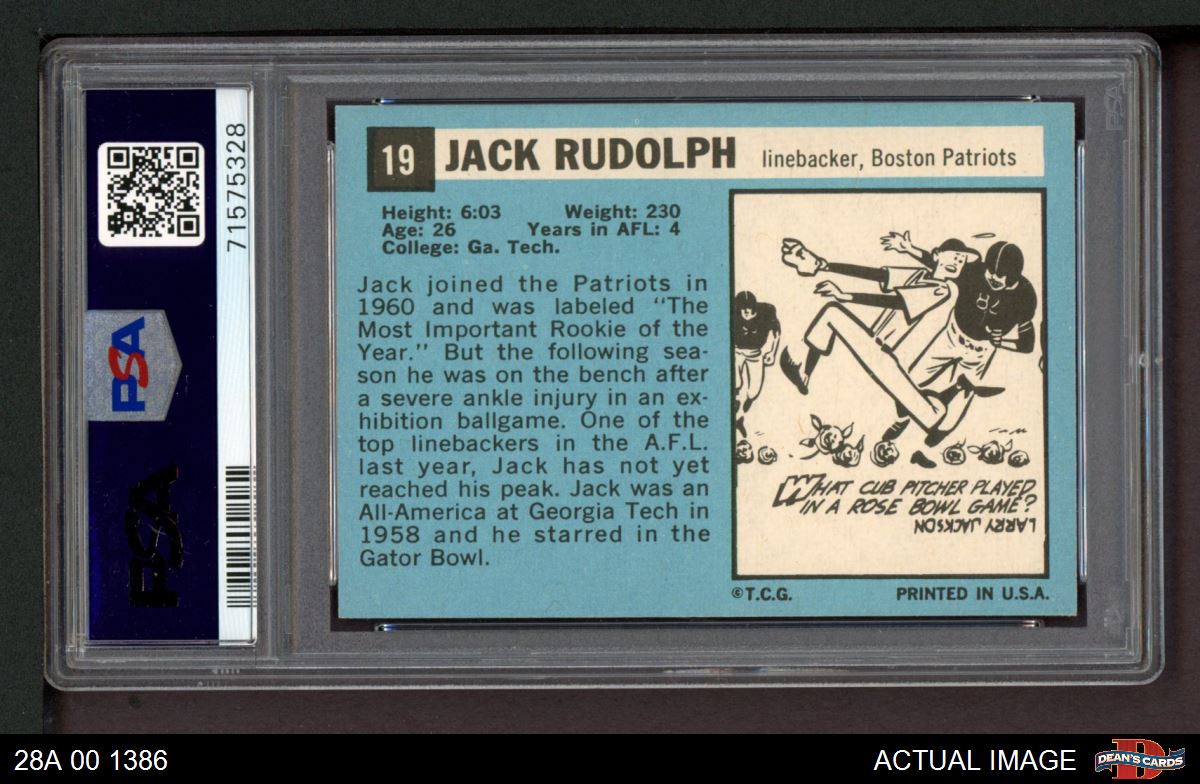 71575328
PSA
PSA
PSA
19 JACK RUDOLPH linebacker, Boston Patriots
Height: 6:03 Weight: 230
Age: 26 Years in AFL: 4
College: Ga. Tech.
Jack joined the Patriots in
1960 and was labeled "The
Most Important Rookie of the
Year." But the following sea-
son he was on the bench after
a severe ankle injury in an ex-
hibition ballgame. One of the
top linebackers in the A.F.L.
last year, Jack has not yet
reached his peak. Jack was an
All-America at Georgia Tech in
1958 and he starred in the
Gator Bowl.
WHAT CUB PITCHER PLAYED
IN A ROSE BOWL GAME?
LARRY JACKSON
©T.C.G. PRINTED IN U.S.A.
28A 00 1386
ACTUAL IMAGE
D
DEAN'S CARDS